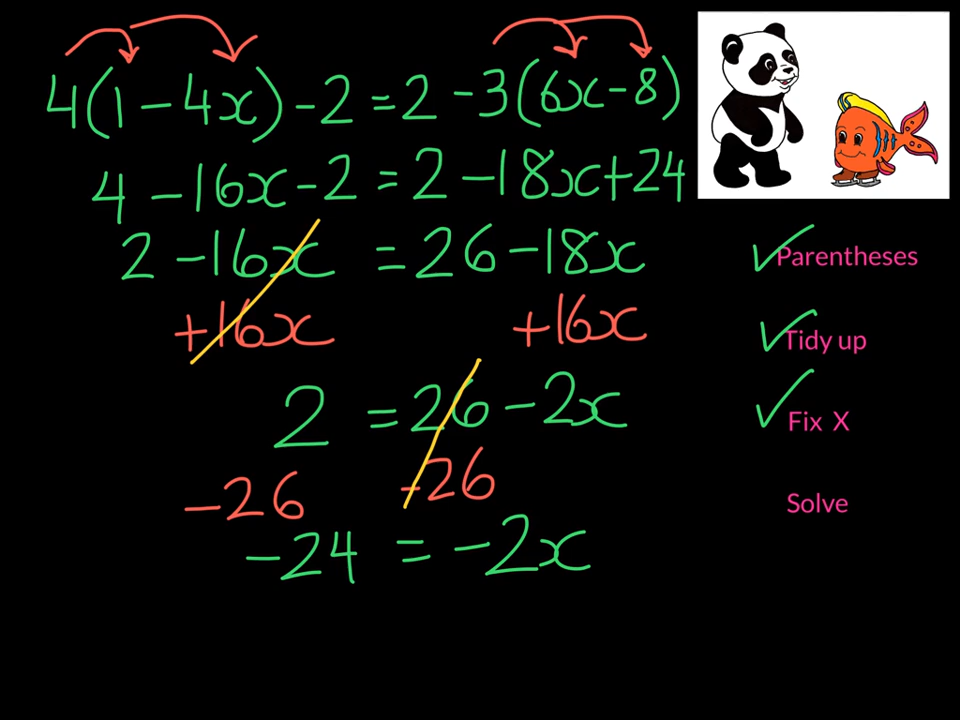 4(1 - 4x) - 2 = 2 - 3(6x - 8)
4 - 16x - 2 = 2 - 18x + 24
2 - 16x = 26 - 18x
Parentheses
+16x +16x
Tidy up
2 = 26 - 2x
Fix X
-26 -26
Solve
-24 = -2x